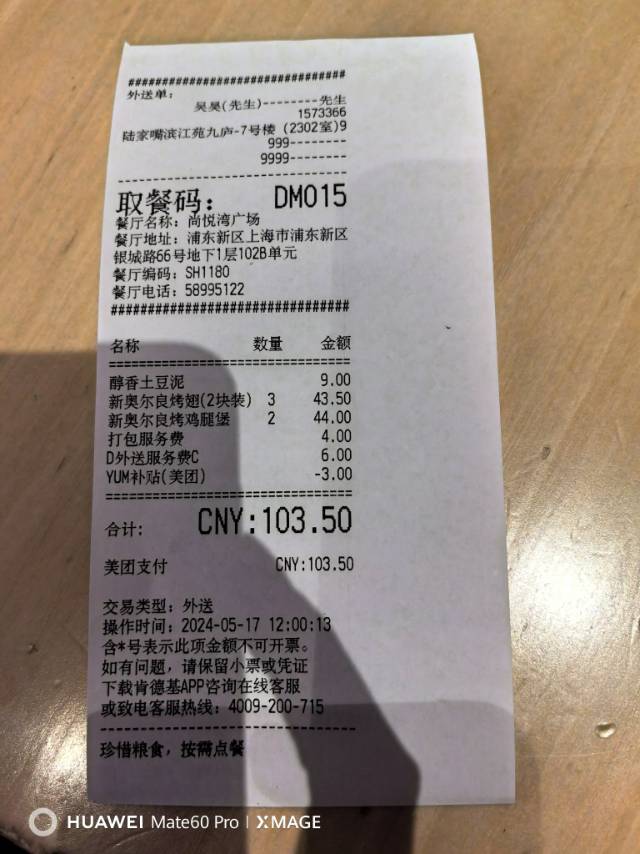 ################################
外送单:
吴昊(先生)--------先生
1573366
陆家嘴滨江苑九庐-7号楼 (2302室)9
999--------
9999--------
--------------------------------
取餐码: DM015
餐厅名称: 尚悦湾广场
餐厅地址: 浦东新区上海市浦东新区
银城路66号地下1层102B单元
餐厅编码: SH1180
餐厅电话: 58995122
################################
名称 数量 金额
================================
醇香土豆泥 9.00
新奥尔良烤翅(2块装) 3 43.50
新奥尔良烤鸡腿堡 2 44.00
打包服务费 4.00
D外送服务费C 6.00
YUM补贴(美团) -3.00
================================
合计: CNY:103.50
美团支付 CNY:103.50
交易类型: 外送
操作时间: 2024-05-17 12:00:13
含*号表示此项金额不可开票。
如有问题, 请保留小票或凭证
下载肯德基APP咨询在线客服
或致电客服热线: 4009-200-715
--------------------------------
珍惜粮食, 按需点餐
HUAWEI Mate60 Pro | XMAGE